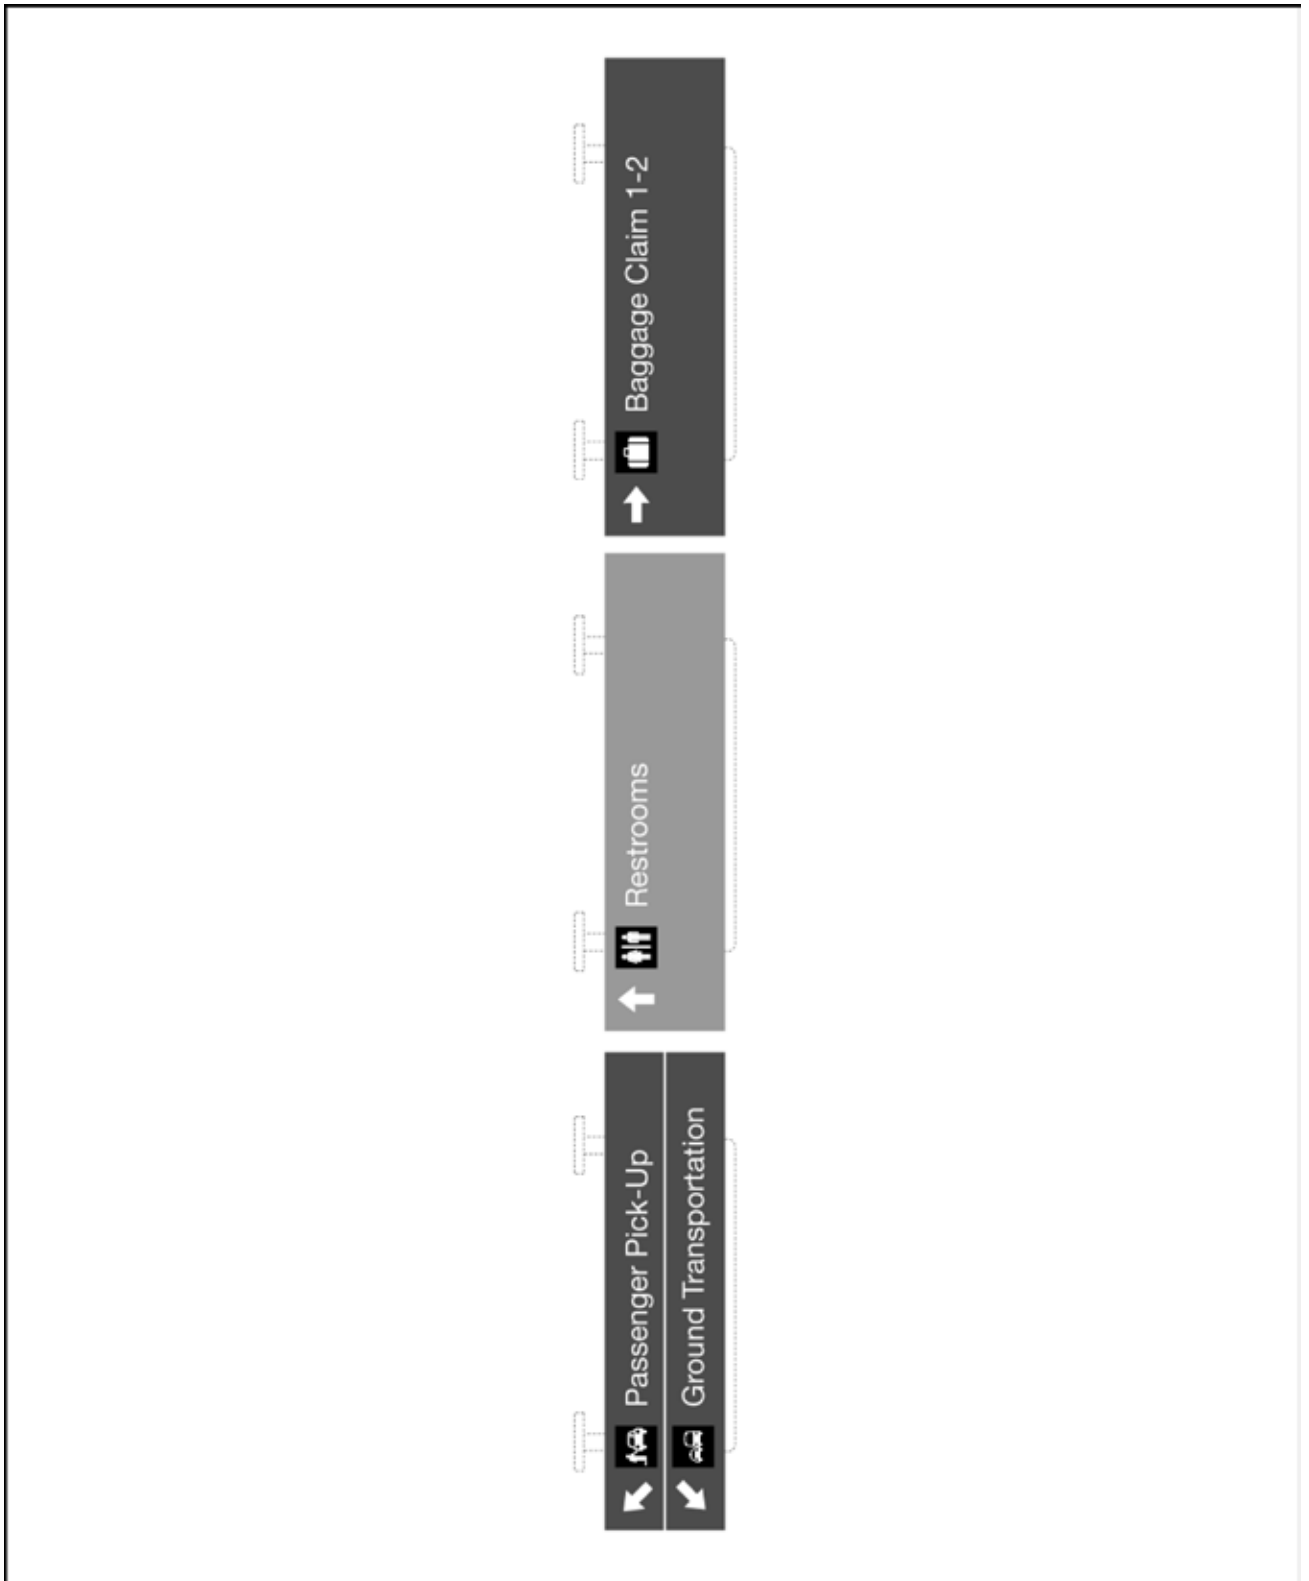 Passenger Pick-Up
Ground Transportation
Restrooms
Baggage Claim 1-2